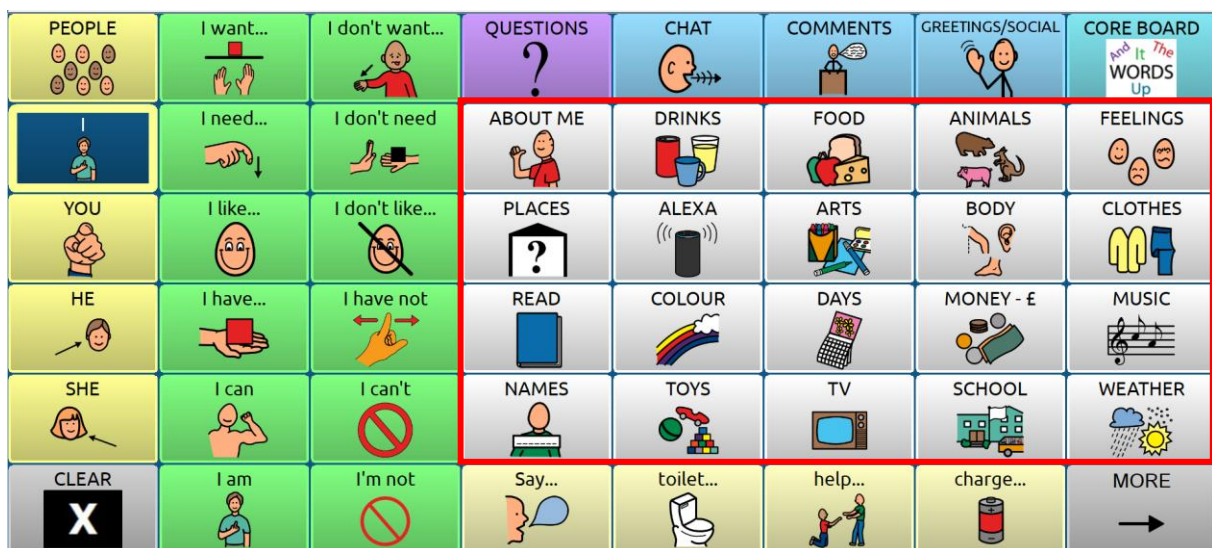 PEOPLE
I want...
I don't want...
QUESTIONS
?
CHAT
COMMENTS
GREETINGS/SOCIAL
CORE BOARD
And It The
WORDS
Up
I
I need...
I don't need
ABOUT ME
DRINKS
FOOD
ANIMALS
FEELINGS
YOU
I like...
I don't like...
PLACES
?
ALEXA
ARTS
BODY
CLOTHES
HE
I have...
I have not
READ
COLOUR
DAYS
MONEY - £
MUSIC
SHE
I can
I can't
NAMES
TOYS
TV
SCHOOL
WEATHER
CLEAR
X
I am
I'm not
Say...
toilet...
help...
charge...
MORE